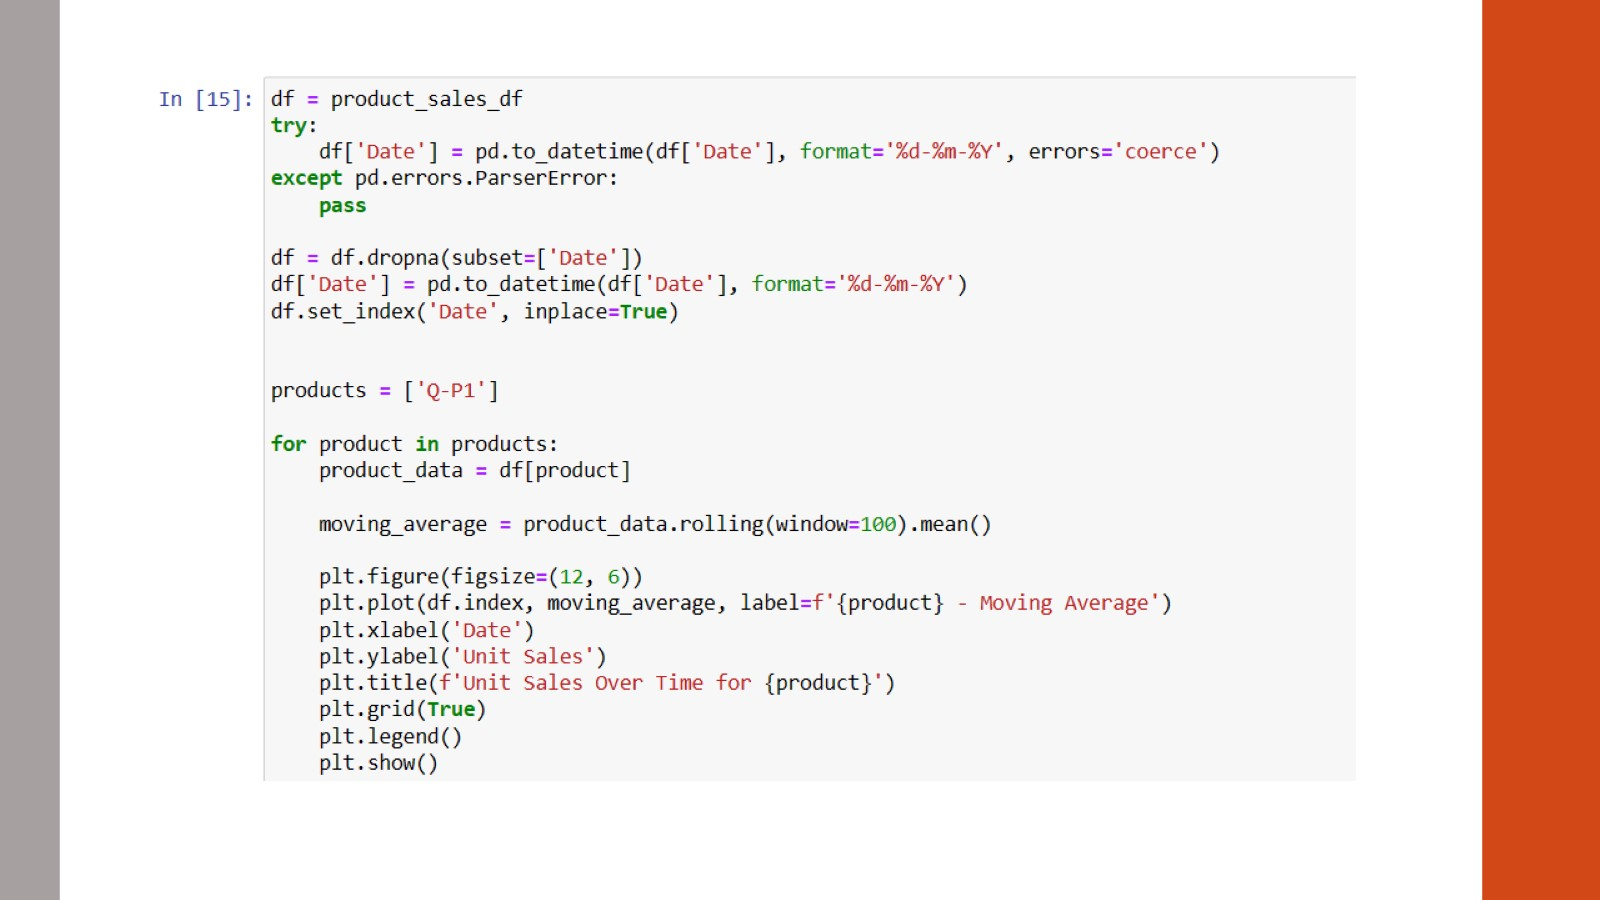 In [15]: df = product_sales_df
try:
    df['Date'] = pd.to_datetime(df['Date'], format='%d-%m-%Y', errors='coerce')
except pd.errors.ParserError:
    pass

df = df.dropna(subset=['Date'])
df['Date'] = pd.to_datetime(df['Date'], format='%d-%m-%Y')
df.set_index('Date', inplace=True)


products = ['Q-P1']

for product in products:
    product_data = df[product]

    moving_average = product_data.rolling(window=100).mean()

    plt.figure(figsize=(12, 6))
    plt.plot(df.index, moving_average, label=f'{product} - Moving Average')
    plt.xlabel('Date')
    plt.ylabel('Unit Sales')
    plt.title(f'Unit Sales Over Time for {product}')
    plt.grid(True)
    plt.legend()
    plt.show()